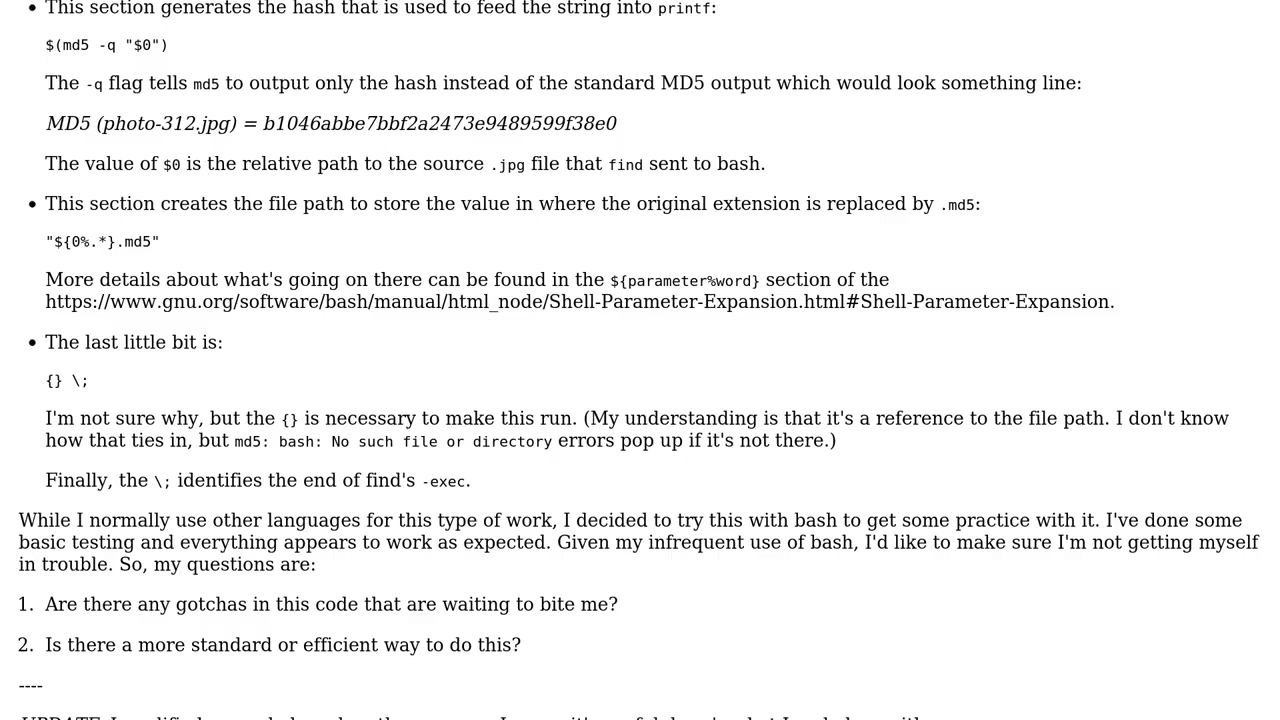 • This section generates the hash that is used to feed the string into printf:
$(md5 -q "$0")
The -q flag tells md5 to output only the hash instead of the standard MD5 output which would look something line:
MD5 (photo-312.jpg) = b1046abbe7bbf2a2473e9489599f38e0
The value of $0 is the relative path to the source .jpg file that find sent to bash.
• This section creates the file path to store the value in where the original extension is replaced by .md5:
"${0%.*}.md5"
More details about what's going on there can be found in the ${parameter%word} section of the
https://www.gnu.org/software/bash/manual/html_node/Shell-Parameter-Expansion.html#Shell-Parameter-Expansion.
• The last little bit is:
{} \;
I'm not sure why, but the {} is necessary to make this run. (My understanding is that it's a reference to the file path. I don't know
how that ties in, but md5: bash: No such file or directory errors pop up if it's not there.)
Finally, the \; identifies the end of find's -exec.
While I normally use other languages for this type of work, I decided to try this with bash to get some practice with it. I've done some
basic testing and everything appears to work as expected. Given my infrequent use of bash, I'd like to make sure I'm not getting myself
in trouble. So, my questions are:
1. Are there any gotchas in this code that are waiting to bite me?
2. Is there a more standard or efficient way to do this?
----